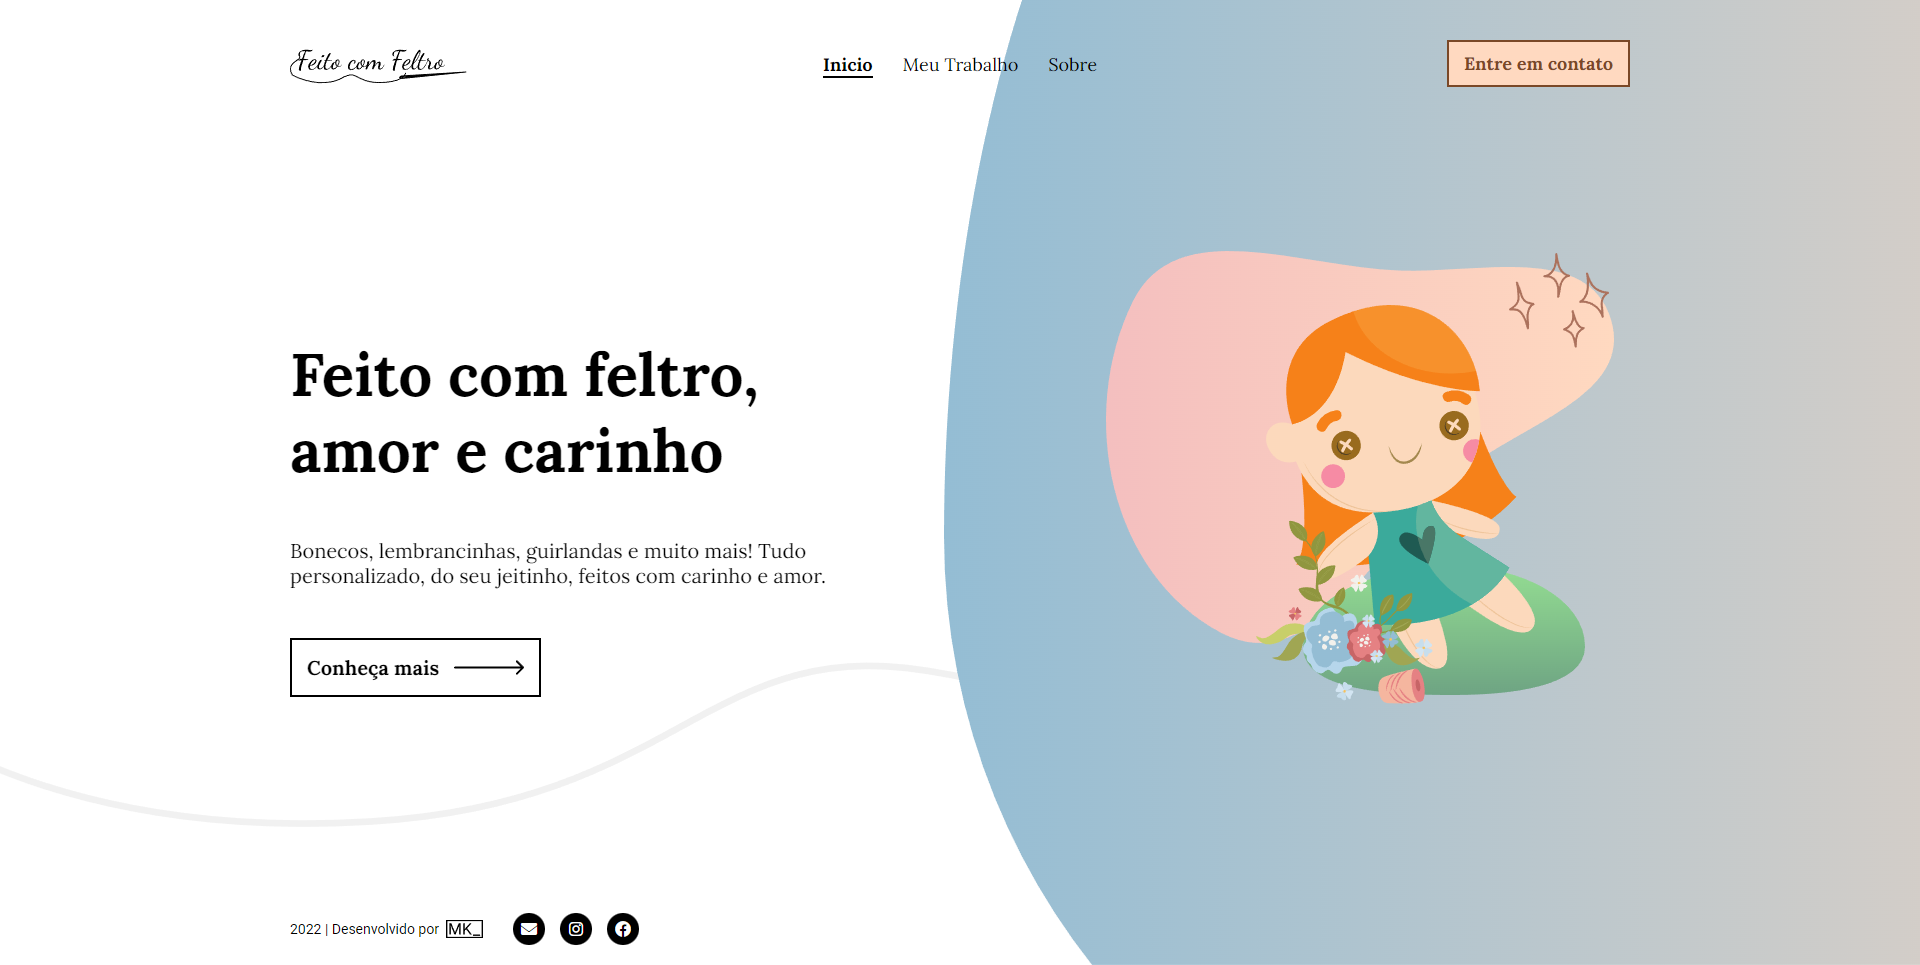 Feito com Feltro
Inicio
Meu Trabalho
Sobre
Entre em contato
Feito com feltro,
amor e carinho
Bonecos, lembrancinhas, guirlandas e muito mais! Tudo
personalizado, do seu jeitinho, feitos com carinho e amor.
Conheça mais
2022 | Desenvolvido por MK_